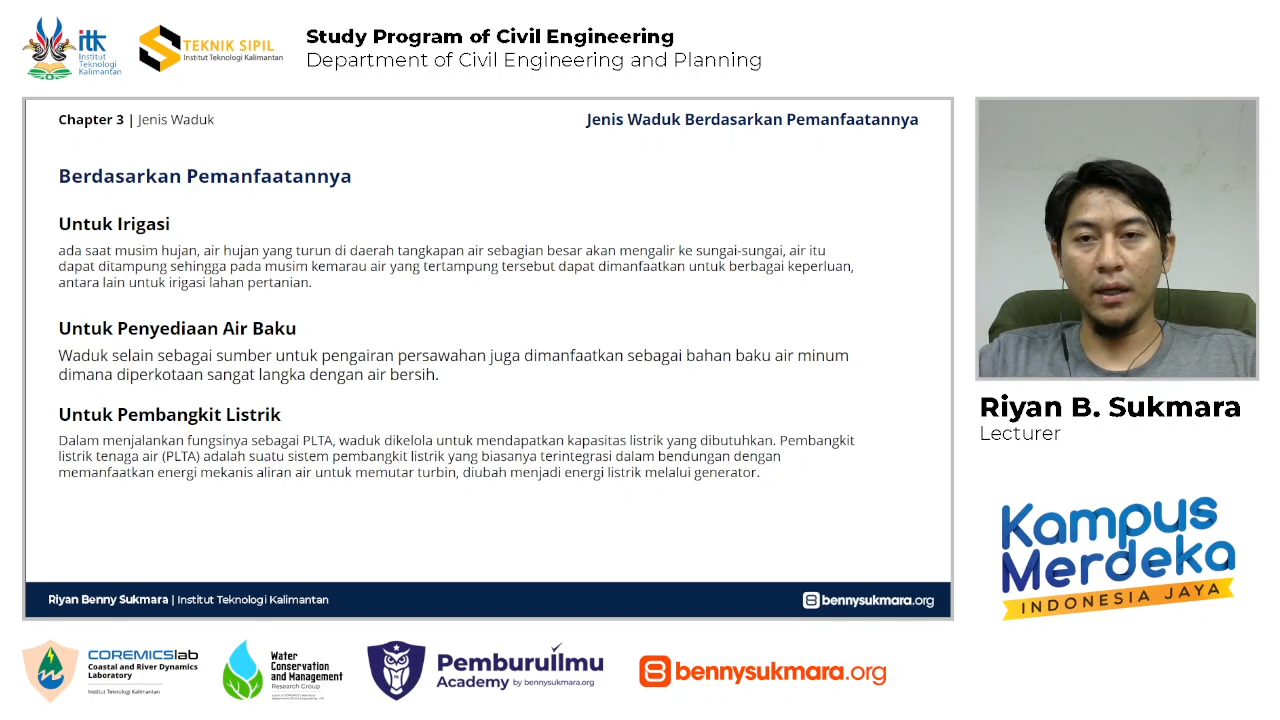 itk
Institut
Teknologi
Kalimantan
TEKNIK SIPIL
Institut Teknologi Kalimantan
Study Program of Civil Engineering
Department of Civil Engineering and Planning
Chapter 3 | Jenis Waduk
Jenis Waduk Berdasarkan Pemanfaatannya
Berdasarkan Pemanfaatannya
Untuk Irigasi
ada saat musim hujan, air hujan yang turun di daerah tangkapan air sebagian besar akan mengalir ke sungai-sungai, air itu
dapat ditampung sehingga pada musim kemarau air yang tertampung tersebut dapat dimanfaatkan untuk berbagai keperluan,
antara lain untuk irigasi lahan pertanian.
Untuk Penyediaan Air Baku
Waduk selain sebagai sumber untuk pengairan persawahan juga dimanfaatkan sebagai bahan baku air minum
dimana diperkotaan sangat langka dengan air bersih.
Untuk Pembangkit Listrik
Dalam menjalankan fungsinya sebagai PLTA, waduk dikelola untuk mendapatkan kapasitas listrik yang dibutuhkan. Pembangkit
listrik tenaga air (PLTA) adalah suatu sistem pembangkit listrik yang biasanya terintegrasi dalam bendungan dengan
memanfaatkan energi mekanis aliran air untuk memutar turbin, diubah menjadi energi listrik melalui generator.
Riyan Benny Sukmara | Institut Teknologi Kalimantan
bennysukmara.org
Riyan B. Sukmara
Lecturer
Kampus
Merdeka
INDONESIA JAYA
COREMICSlab
Coastal and River Dynamics
Laboratory
Institut Teknologi Kalimantan
Water
Conservation
and Management
Research Group
PemburuIlmu
Academy by bennysukmara.org
bennysukmara.org